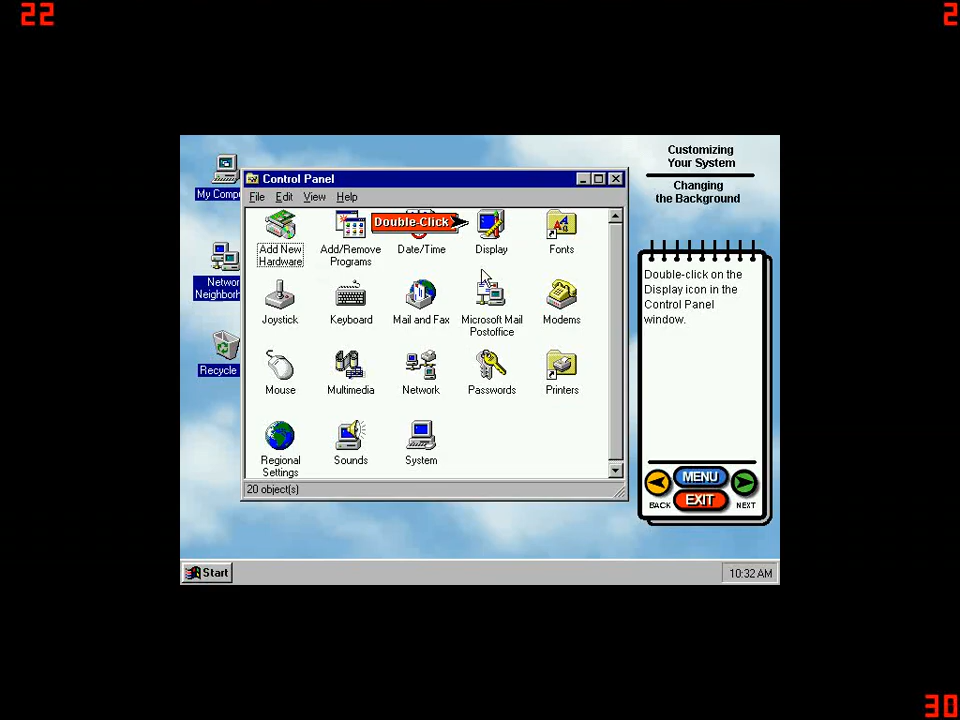 22
2
Customizing
Your System
Changing
the Background
My Compu
Control Panel
File Edit View Help
Double-Click
Add New
Hardware
Add/Remove
Programs
Date/Time
Display
Fonts
Networ
Neighborh
Joystick
Keyboard
Mail and Fax
Microsoft Mail
Postoffice
Modems
Recycle
Mouse
Multimedia
Network
Passwords
Printers
Regional
Settings
Sounds
System
20 object(s)
Double-click on the
Display icon in the
Control Panel
window.
MENU
EXIT
BACK
NEXT
Start
10:32 AM
30